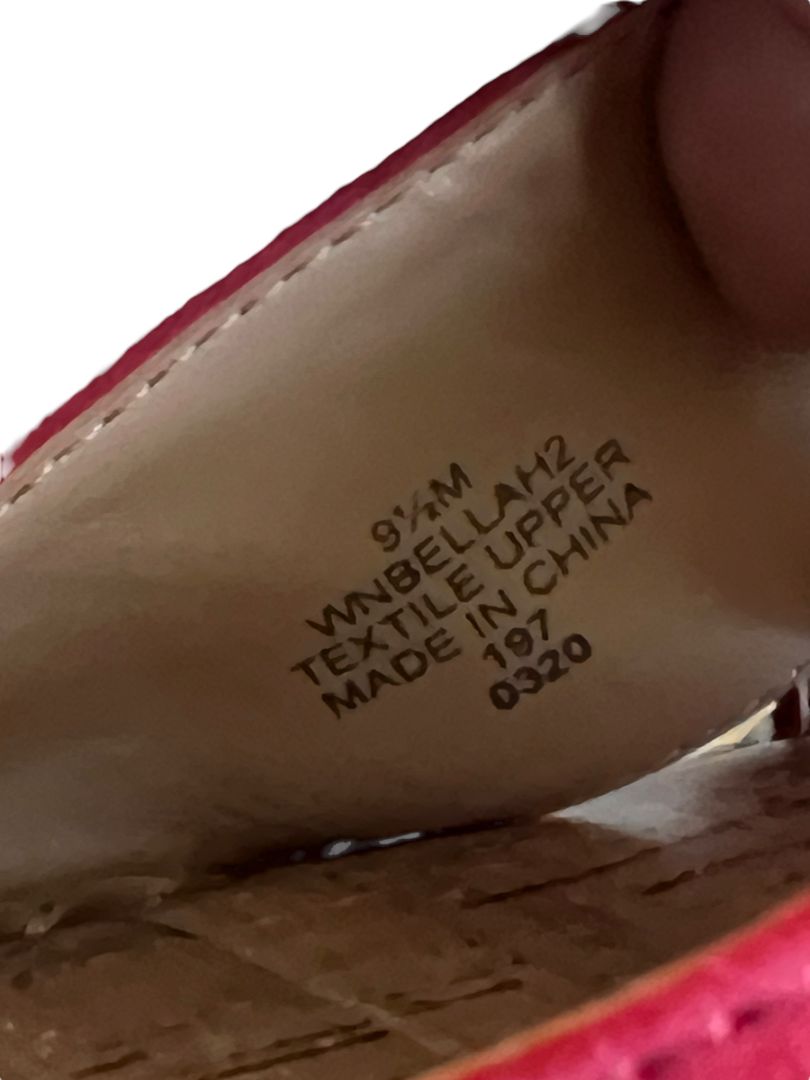 9½M
WNBELLAH2
TEXTILE UPPER
MADE IN CHINA
197
0320